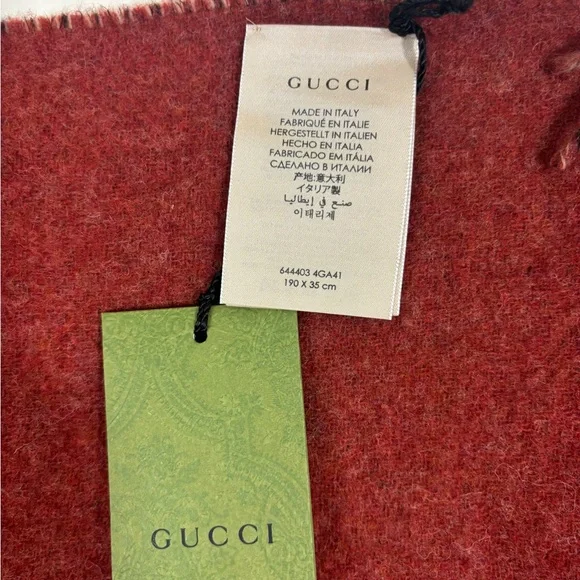 GUCCI
MADE IN ITALY
FABRIQUÉ EN ITALIE
HERGESTELLT IN ITALIEN
HECHO EN ITALIA
FABRICADO EM ITÁLIA
СДЕЛАНО В ИТАЛИИ
产地:意大利
イタリア製
صنع في إيطاليا
이태리제
644403 4GA41
190 X 35 cm
GUCCI